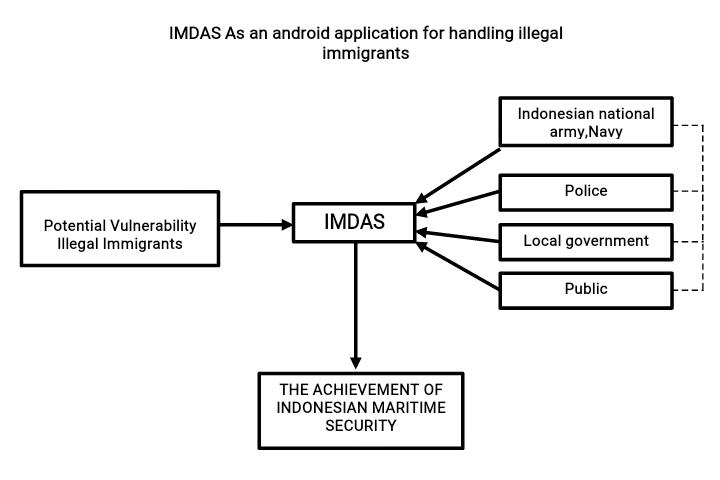 IMDAS As an android application for handling illegal
immigrants
Indonesian national
army,Navy
Police
Potential Vulnerability
Illegal Immigrants
IMDAS
Local government
Public
THE ACHIEVEMENT OF
INDONESIAN MARITIME
SECURITY